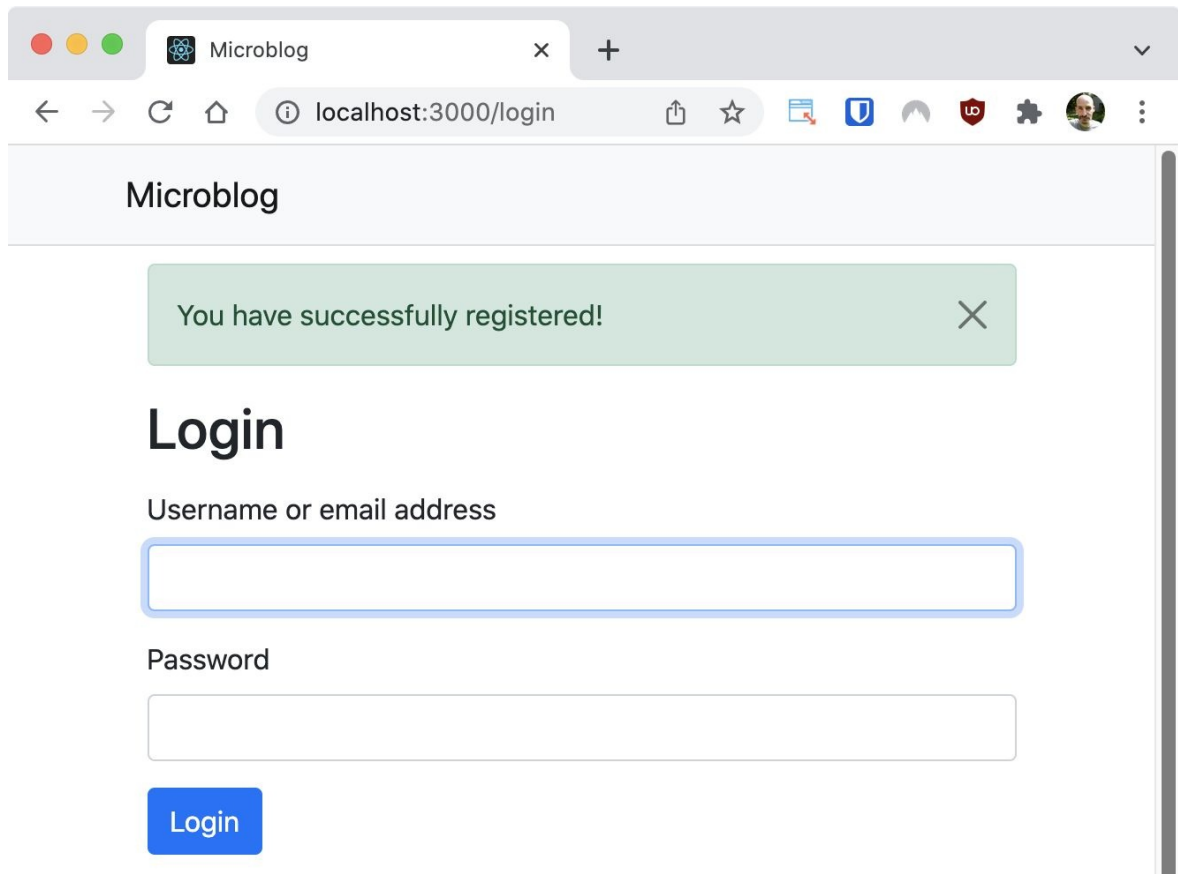 Microblog
localhost:3000/login
Microblog
You have successfully registered!
Login
Username or email address
Password
Login